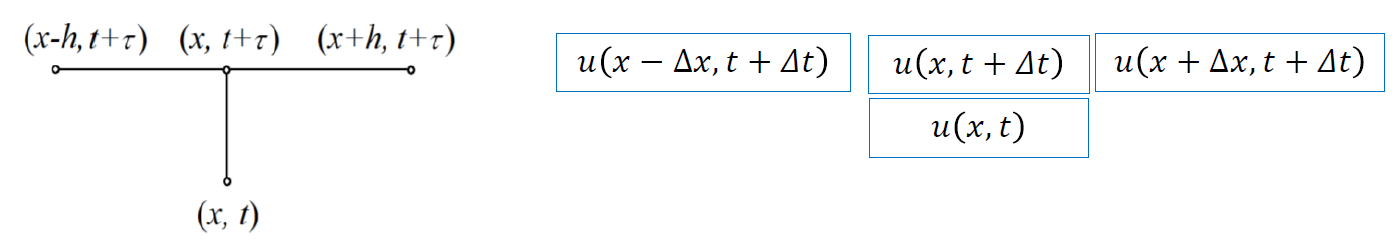 (x-h, t+τ) (x, t+τ) (x+h, t+τ)
(x, t)
u(x − Δx, t + Δt) u(x, t + Δt) u(x + Δx, t + Δt)
u(x, t)